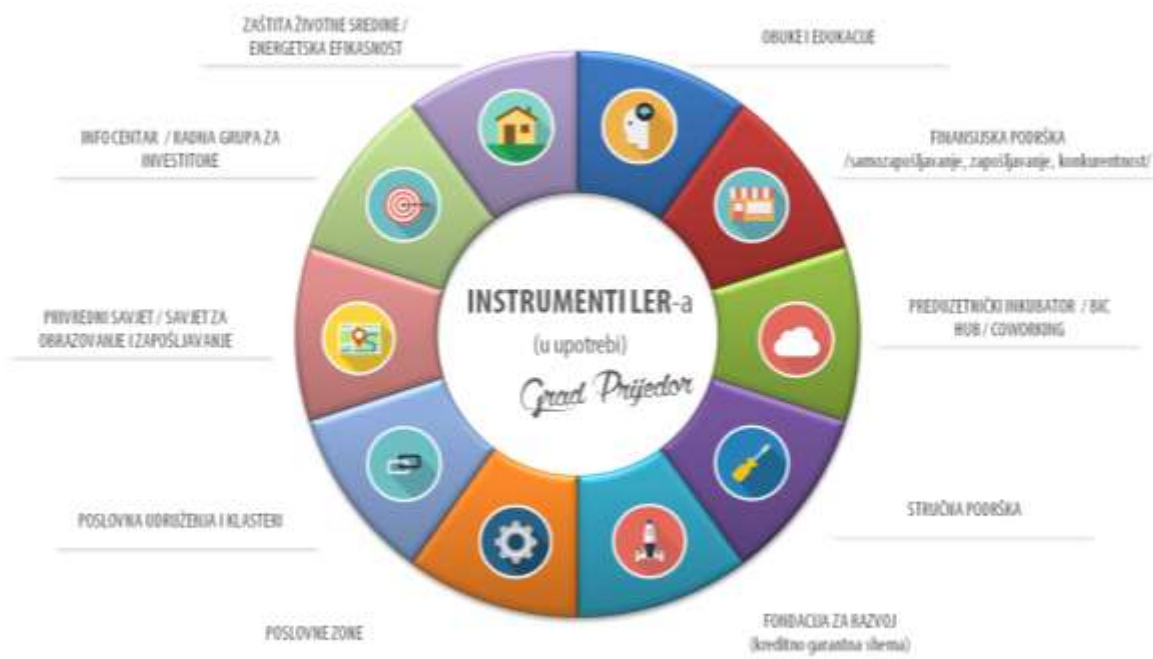 ZAŠTITA ŽIVOTNE SREDINE /
ENERGETSKA EFIKASNOST
OBUKE I EDUKACIJE
FINANSIJSKA PODRŠKA
/samozapošljavanje, zapošljavanje, konkurentnost/
PREDUZETNIČKI INKUBATOR / BIC
HUB / COWORKING
STRUČNA PODRŠKA
FONDACIJA ZA RAZVOJ
(kreditno garantna shema)
POSLOVNE ZONE
POSLOVNA UDRUŽENJA I KLASTERI
PRIVREDNI SAVJET / SAVJET ZA
OBRAZOVANJE I ZAPOŠLJAVANJE
INFO CENTAR / RADNA GRUPA ZA
INVESTITORE
INSTRUMENTI LER-a
(u upotrebi)
Grad Prijedor